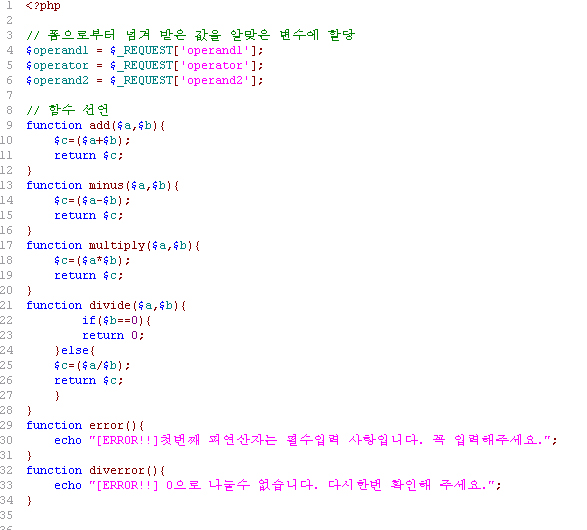 1 <?php
2
3 // 폼으로부터 넘겨 받은 값을 알맞은 변수에 할당
4 $operand1 = $_REQUEST['operand1'];
5 $operator = $_REQUEST['operator'];
6 $operand2 = $_REQUEST['operand2'];
7
8 // 함수 선언
9 function add($a,$b){
10 $c=($a+$b);
11 return $c;
12 }
13 function minus($a,$b){
14 $c=($a-$b);
15 return $c;
16 }
17 function multiply($a,$b){
18 $c=($a*$b);
19 return $c;
20 }
21 function divide($a,$b){
22 if($b==0){
23 return 0;
24 }else{
25 $c=($a/$b);
26 return $c;
27 }
28 }
29 function error(){
30 echo "[ERROR!!]첫번째 피연산자는 필수입력 사항입니다. 꼭 입력해주세요.";
31 }
32 function diverror(){
33 echo "[ERROR!!] 0으로 나눌수 없습니다. 다시한번 확인해 주세요.";
34 }
35